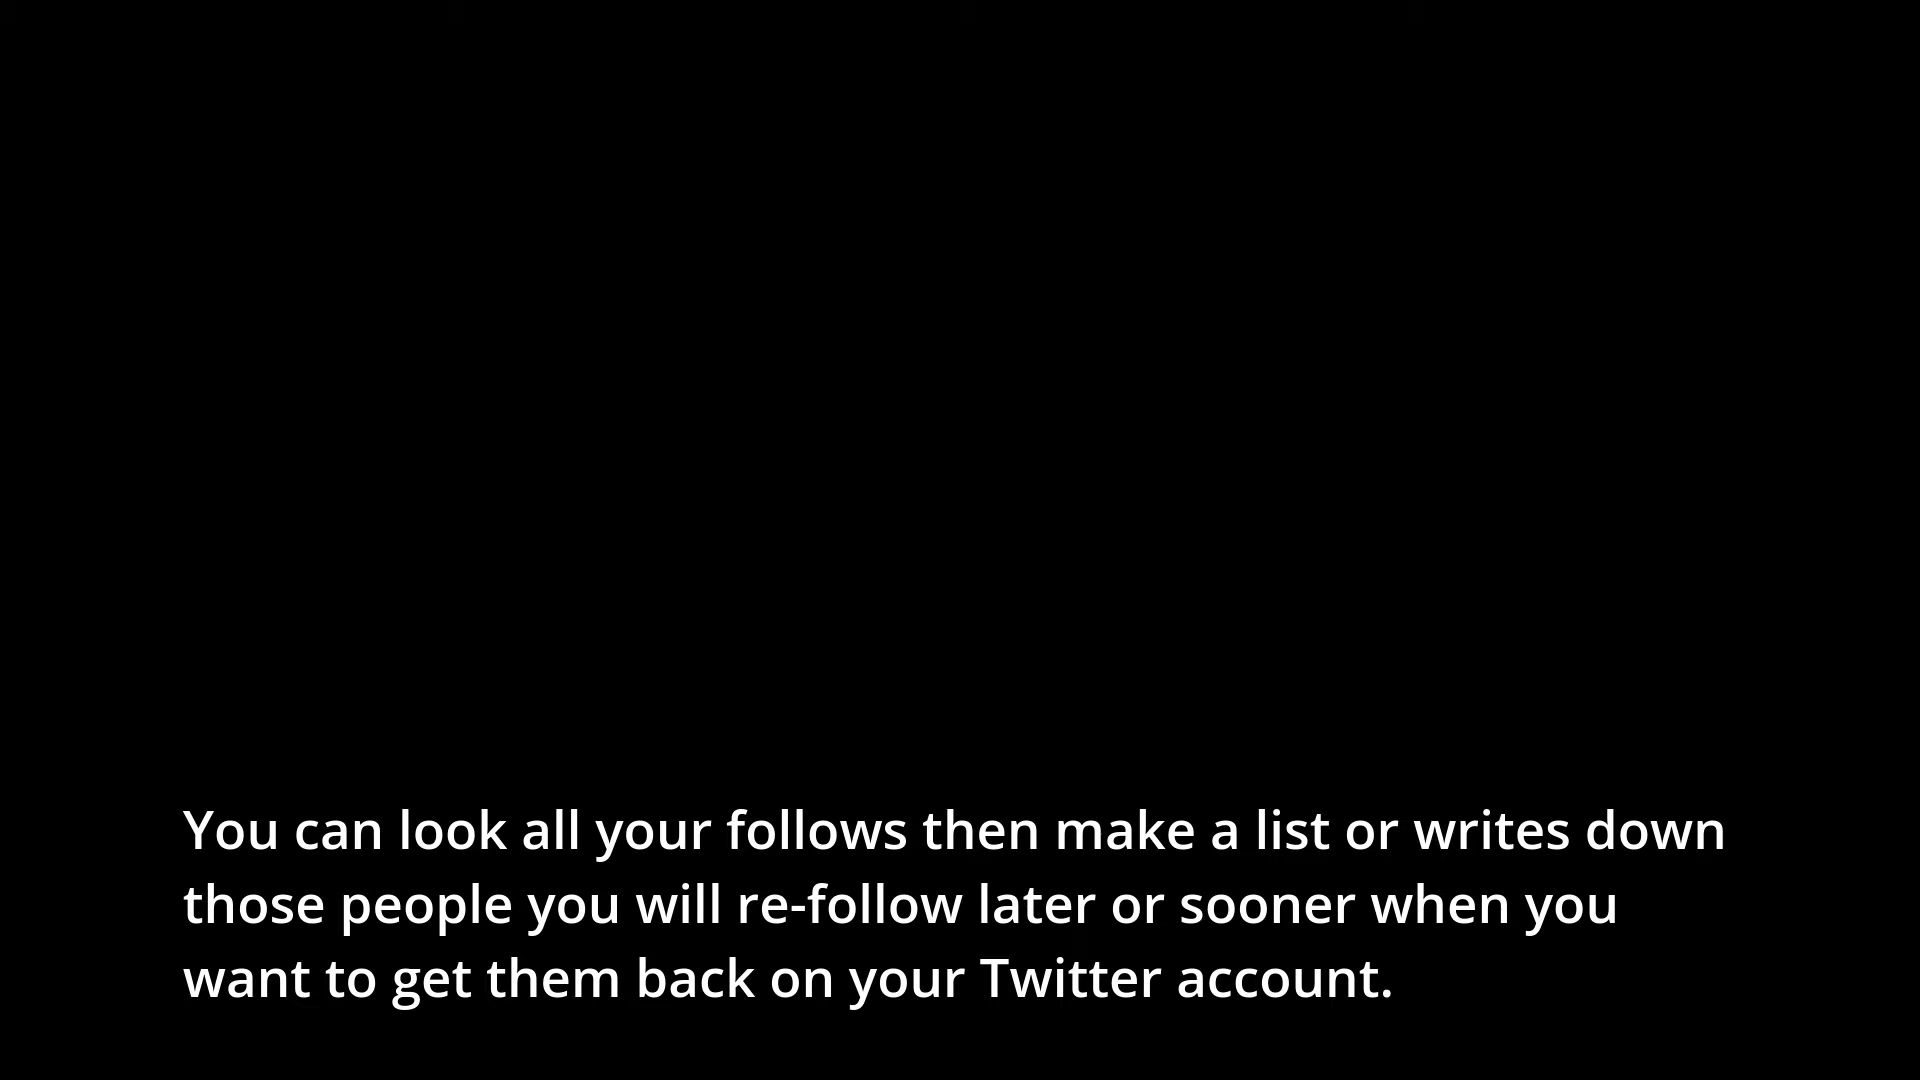 You can look all your follows then make a list or writes down
those people you will re-follow later or sooner when you
want to get them back on your Twitter account.